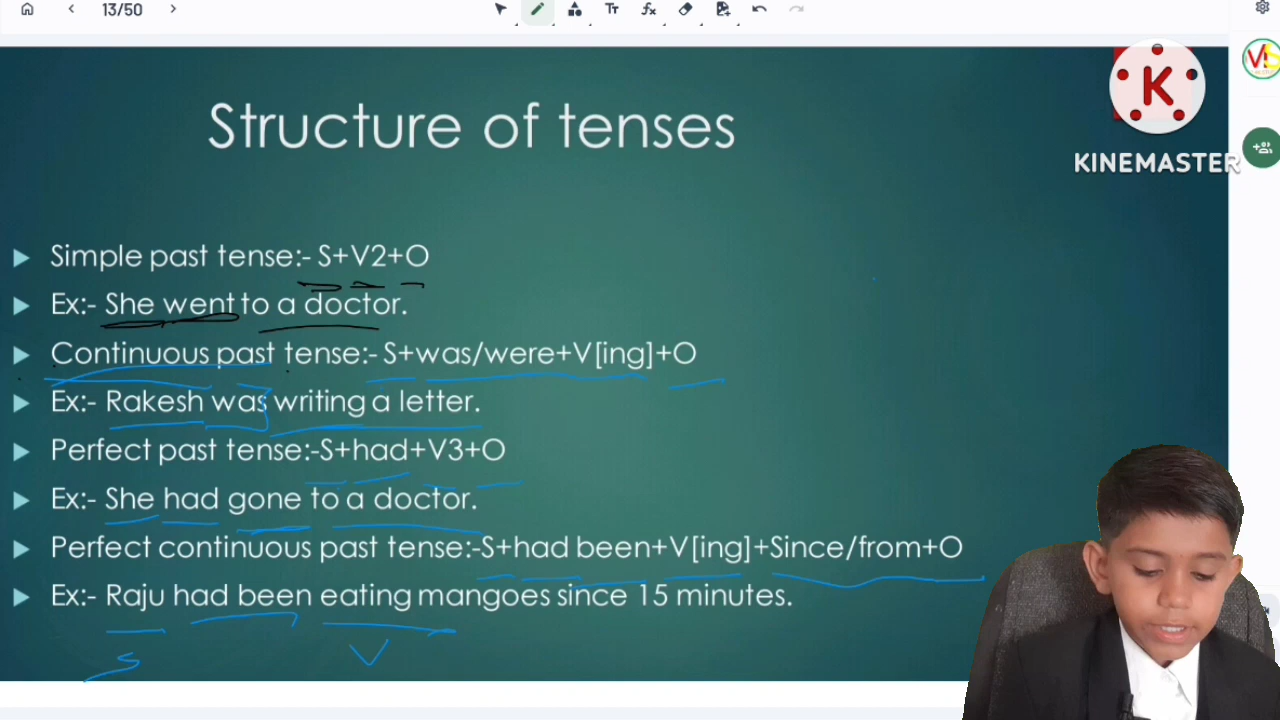 13/50
Tт
fx
K
KINEMASTER
Structure of tenses
Simple past tense:- S+V2+O
Ex:- She went to a doctor.
Continuous past tense:- S+was/were+V[ing]+O
Ex:- Rakesh was writing a letter.
Perfect past tense:-S+had+V3+O
Ex:- She had gone to a doctor.
Perfect continuous past tense:-S+had been+V[ing]+Since/from+O
Ex:- Raju had been eating mangoes since 15 minutes.
S V